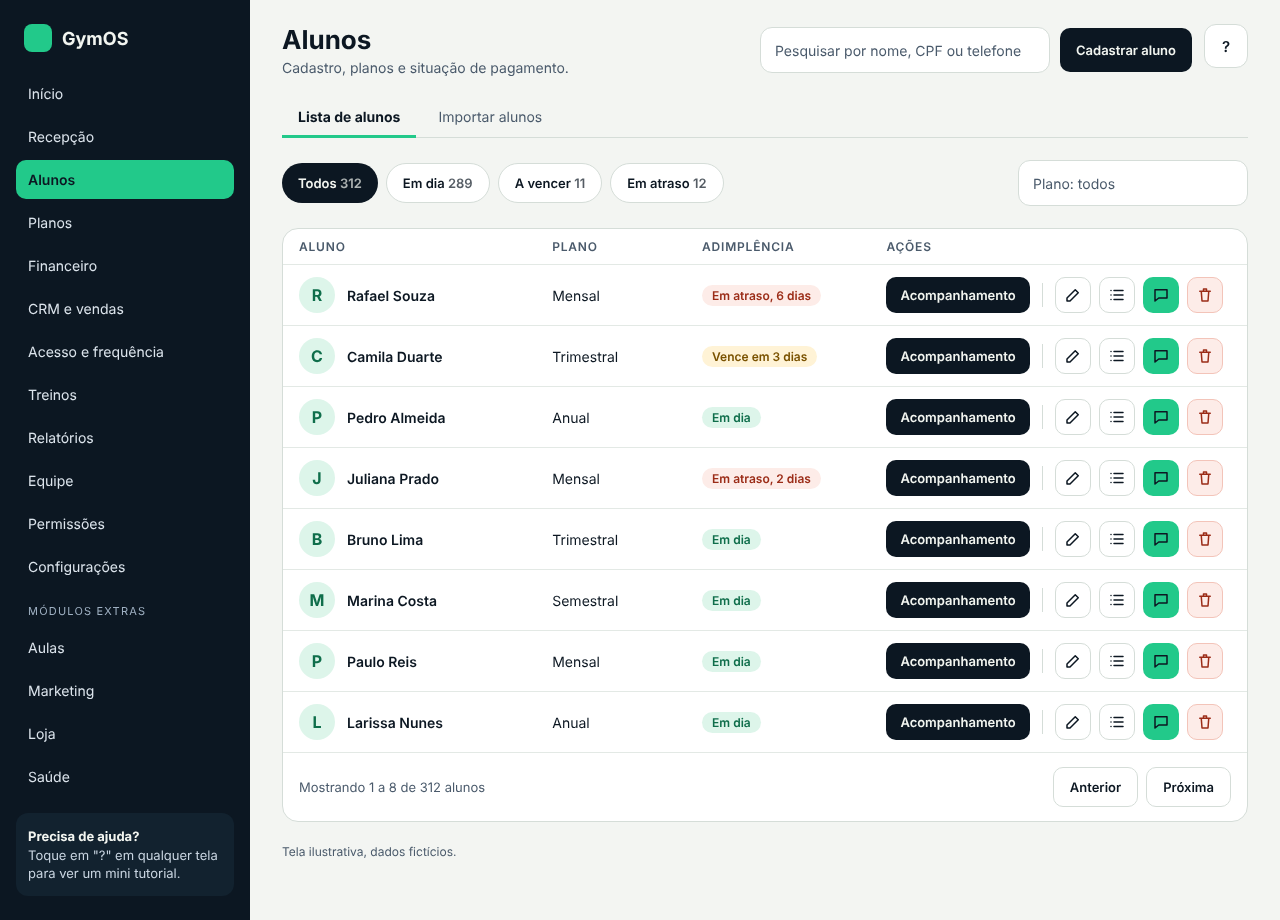 GymOS
Início
Recepção
Alunos
Planos
Financeiro
CRM e vendas
Acesso e frequência
Treinos
Relatórios
Equipe
Permissões
Configurações
MÓDULOS EXTRAS
Aulas
Marketing
Loja
Saúde
Precisa de ajuda?
Toque em "?" em qualquer tela
para ver um mini tutorial.
Alunos
Cadastro, planos e situação de pagamento.
Pesquisar por nome, CPF ou telefone
Cadastrar aluno
?
Lista de alunos Importar alunos
Todos 312 Em dia 289 A vencer 11 Em atraso 12 Plano: todos
ALUNO PLANO ADIMPLÊNCIA AÇÕES
R Rafael Souza Mensal Em atraso, 6 dias Acompanhamento
C Camila Duarte Trimestral Vence em 3 dias Acompanhamento
P Pedro Almeida Anual Em dia Acompanhamento
J Juliana Prado Mensal Em atraso, 2 dias Acompanhamento
B Bruno Lima Trimestral Em dia Acompanhamento
M Marina Costa Semestral Em dia Acompanhamento
P Paulo Reis Mensal Em dia Acompanhamento
L Larissa Nunes Anual Em dia Acompanhamento
Mostrando 1 a 8 de 312 alunos Anterior Próxima
Tela ilustrativa, dados fictícios.